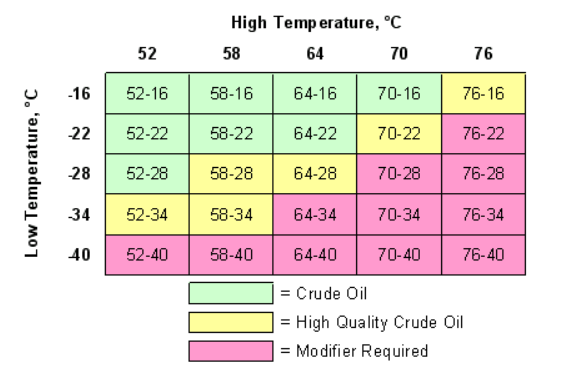 High Temperature, °C
52 58 64 70 76
Low Temperature, °C
-16 52-16 58-16 64-16 70-16 76-16
-22 52-22 58-22 64-22 70-22 76-22
-28 52-28 58-28 64-28 70-28 76-28
-34 52-34 58-34 64-34 70-34 76-34
-40 52-40 58-40 64-40 70-40 76-40
= Crude Oil
= High Quality Crude Oil
= Modifier Required